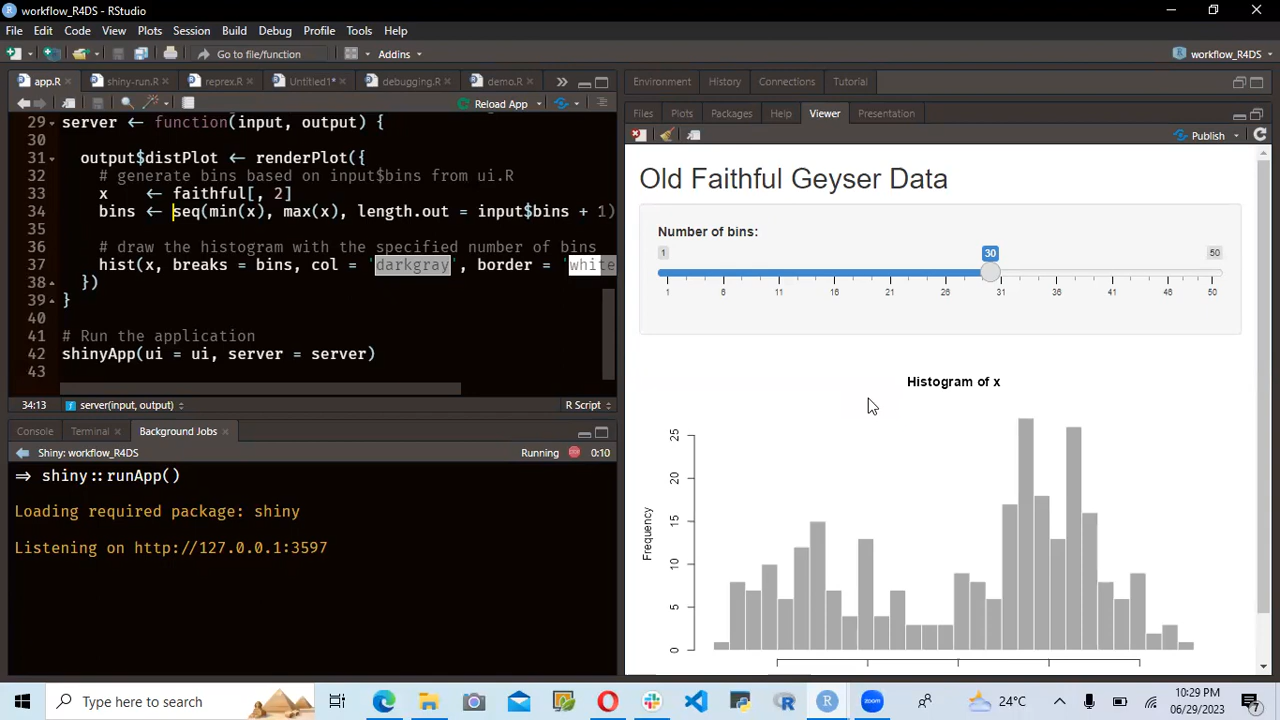 workflow_R4DS - RStudio
File Edit Code View Plots Session Build Debug Profile Tools Help
Go to file/function Addins workflow_R4DS
app.R shiny-run.R reprex.R Untitled1* debugging.R demo.R
Reload App
29 server ← function(input, output) {
30
31 output$distPlot ← renderPlot({
32 # generate bins based on input$bins from ui.R
33 x ← faithful[, 2]
34 bins ← seq(min(x), max(x), length.out = input$bins + 1)
35
36 # draw the histogram with the specified number of bins
37 hist(x, breaks = bins, col = 'darkgray', border = 'white
38 })
39 }
40
41 # Run the application
42 shinyApp(ui = ui, server = server)
43
34:13 server(input, output) R Script
Console Terminal Background Jobs
Shiny: workflow_R4DS Running 0:10
⇒ shiny::runApp()
Loading required package: shiny
Listening on http://127.0.0.1:3597
Environment History Connections Tutorial
Files Plots Packages Help Viewer Presentation
Publish
Old Faithful Geyser Data
Number of bins:
1 30 50
1 6 11 16 21 26 31 36 41 46 50
Histogram of x
Frequency
25
20
15
10
5
0
Type here to search
zoom
24°C
10:29 PM
06/29/2023
7